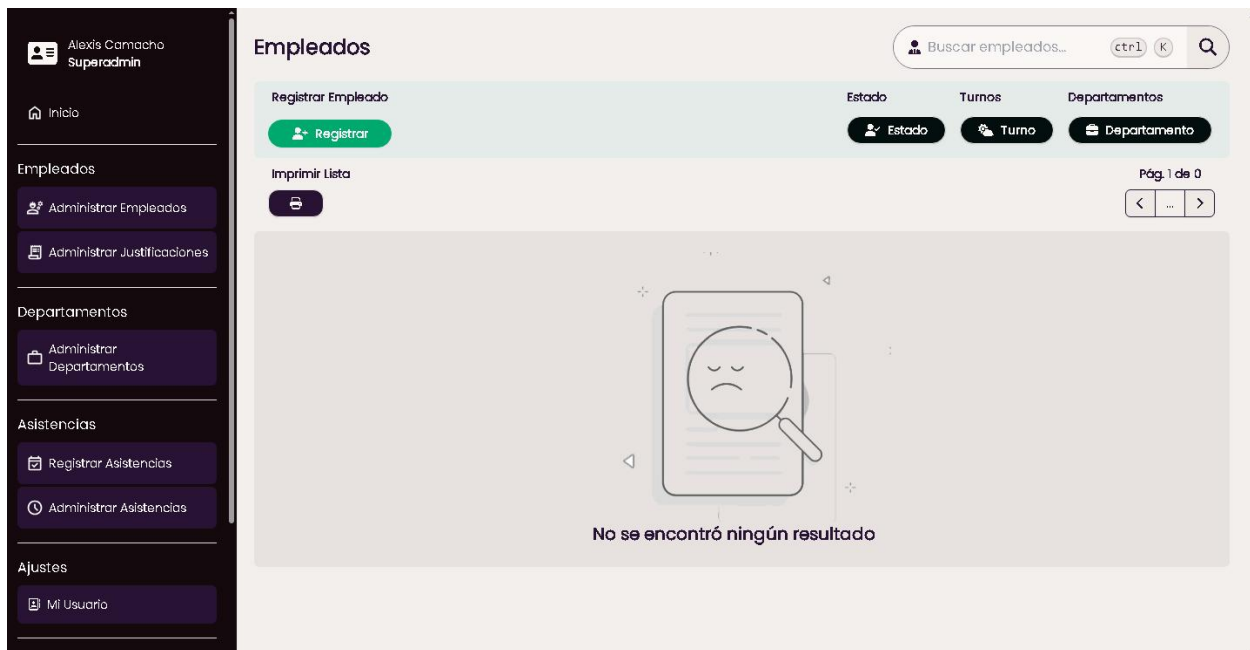 Alexis Camacho
Superadmin
Inicio
Empleados
Administrar Empleados
Administrar Justificaciones
Departamentos
Administrar
Departamentos
Asistencias
Registrar Asistencias
Administrar Asistencias
Ajustes
Mi Usuario
Empleados
Buscar empleados... ctrl K
Registrar Empleado
Registrar
Estado Turnos Departamentos
Estado Turno Departamento
Imprimir Lista
Pág. 1 de 0
...
No se encontró ningún resultado